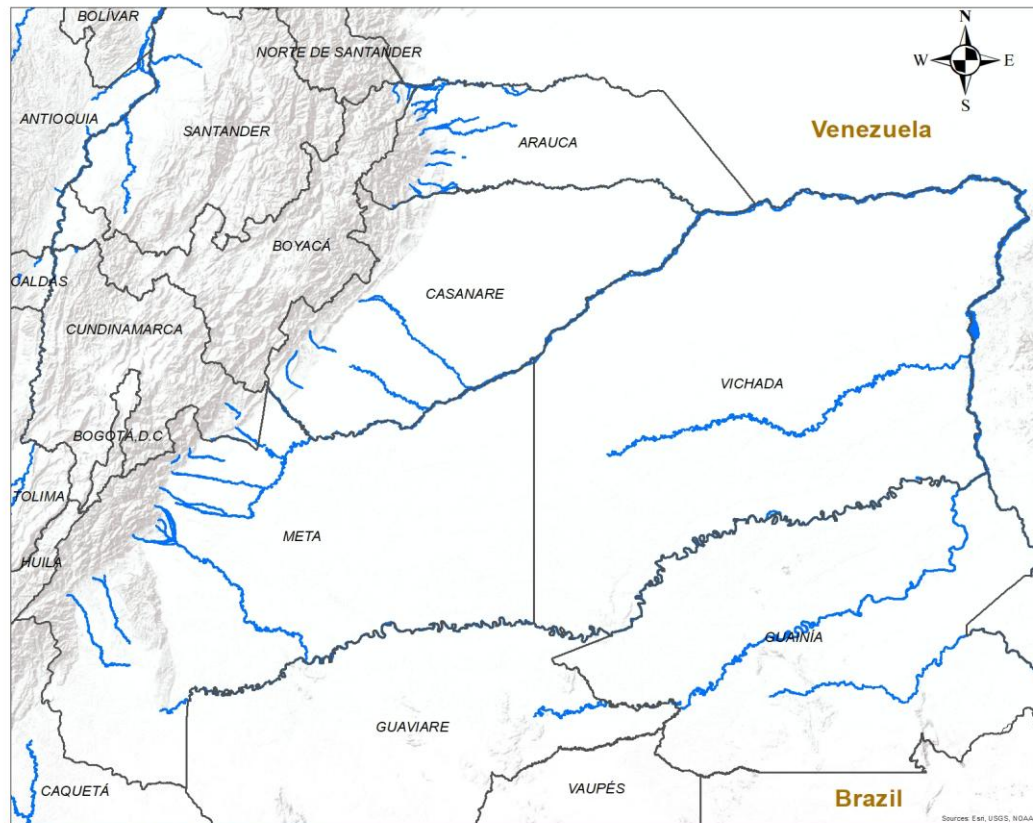 BOLÍVAR
NORTE DE SANTANDER
N
W
E
S
ANTIOQUIA
SANTANDER
ARAUCA
Venezuela
BOYACÁ
CALDAS
CASANARE
CUNDINAMARCA
VICHADA
BOGOTÁ,D.C
TOLIMA
META
HUILA
GUAINÍA
GUAVIARE
CAQUETÁ
VAUPÉS
Brazil
Sources: Esri, USGS, NOAA